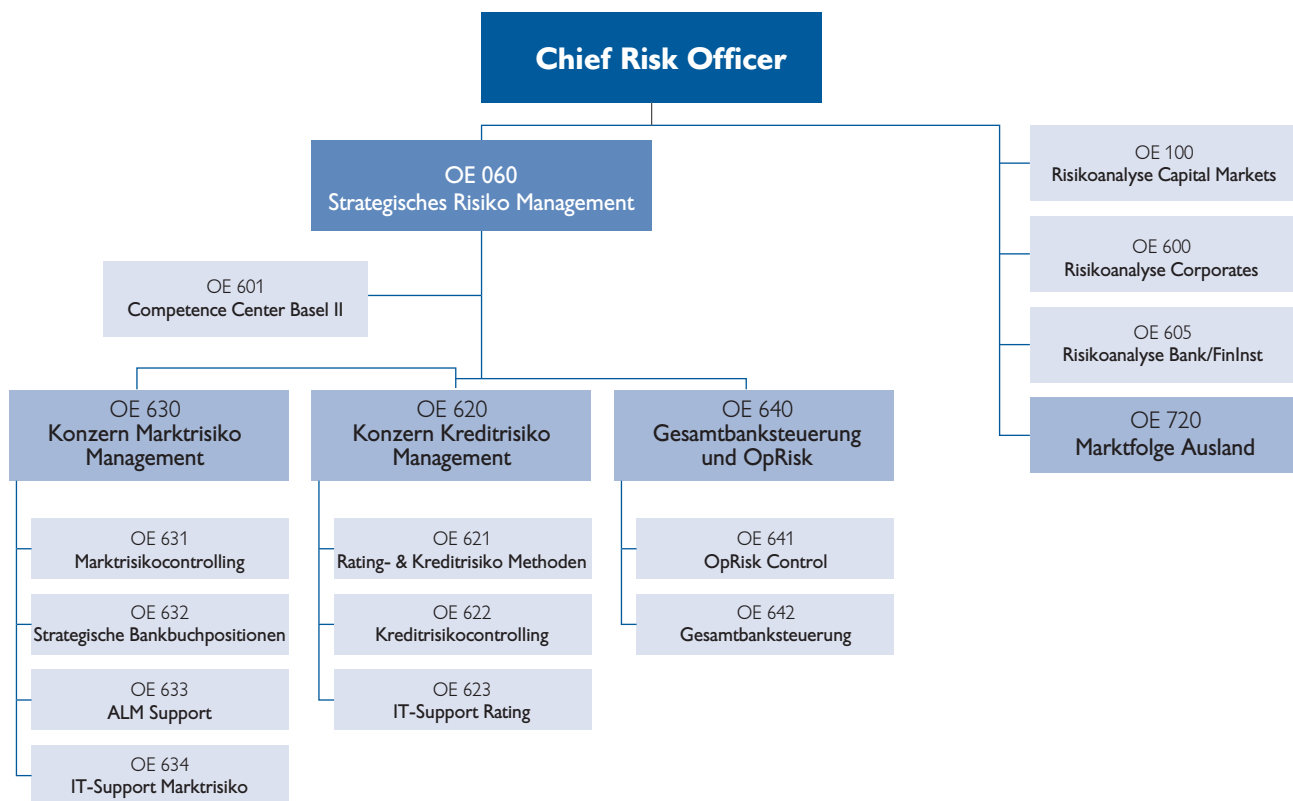 Chief Risk Officer
OE 060
Strategisches Risiko Management
OE 100
Risikoanalyse Capital Markets
OE 600
Risikoanalyse Corporates
OE 601
Competence Center Basel II
OE 605
Risikoanalyse Bank/FinInst
OE 720
Marktfolge Ausland
OE 630
Konzern Marktrisiko
Management
OE 631
Marktrisikocontrolling
OE 632
Strategische Bankbuchpositionen
OE 633
ALM Support
OE 634
IT-Support Marktrisiko
OE 620
Konzern Kreditrisiko
Management
OE 621
Rating- & Kreditrisiko Methoden
OE 622
Kreditrisikocontrolling
OE 623
IT-Support Rating
OE 640
Gesamtbanksteuerung
und OpRisk
OE 641
OpRisk Control
OE 642
Gesamtbanksteuerung